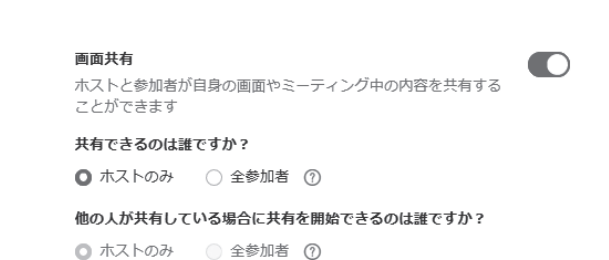 画面共有
ホストと参加者が自身の画面やミーティング中の内容を共有する
ことができます
共有できるのは誰ですか？
ホストのみ 全参加者 ?
他の人が共有している場合に共有を開始できるのは誰ですか？
ホストのみ 全参加者 ?